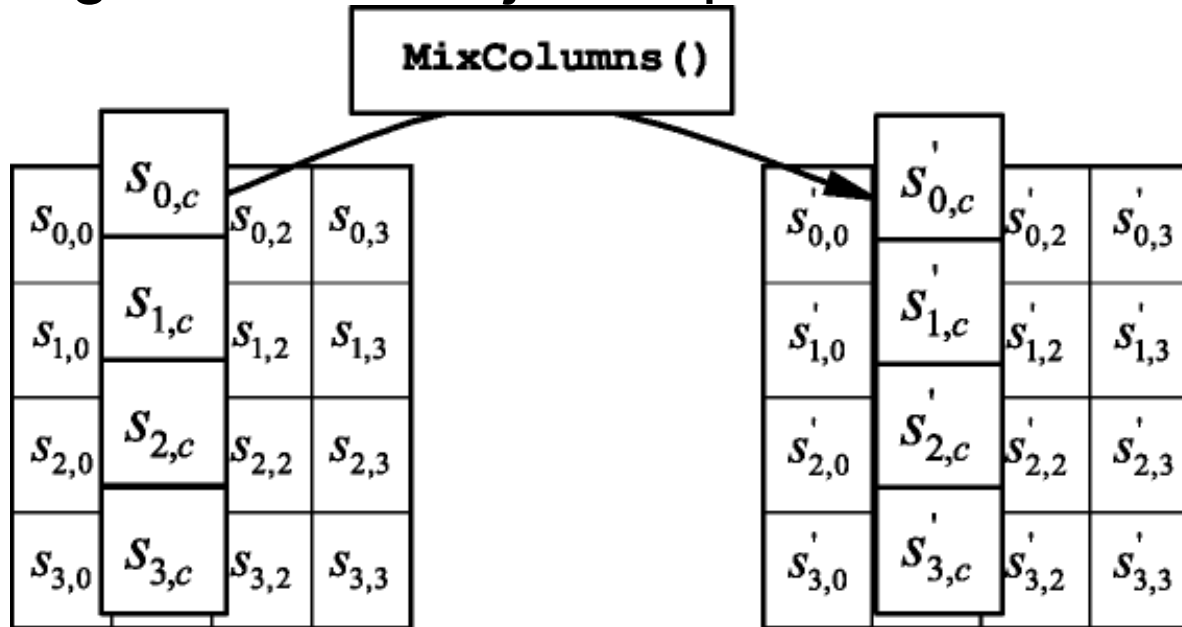 MixColumns()
s0,0 s0,c s0,2 s0,3
s1,0 s1,c s1,2 s1,3
s2,0 s2,c s2,2 s2,3
s3,0 s3,c s3,2 s3,3
s'0,0 s'0,c s'0,2 s'0,3
s'1,0 s'1,c s'1,2 s'1,3
s'2,0 s'2,c s'2,2 s'2,3
s'3,0 s'3,c s'3,2 s'3,3